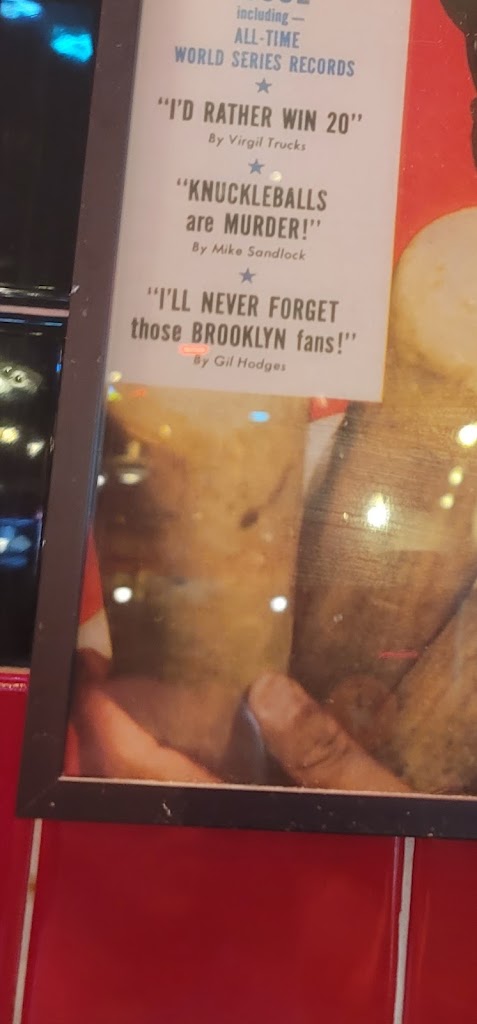 including—
ALL-TIME
WORLD SERIES RECORDS
"I'D RATHER WIN 20"
By Virgil Trucks
"KNUCKLEBALLS
are MURDER!"
By Mike Sandlock
"I'LL NEVER FORGET
those BROOKLYN fans!"
By Gil Hodges